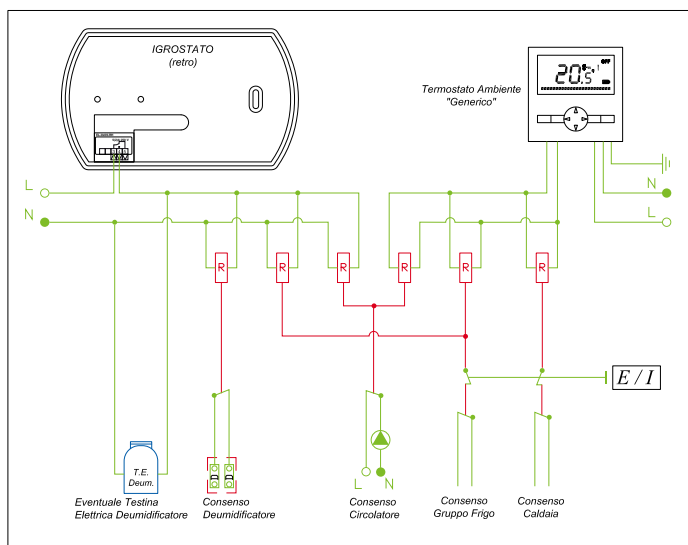 IGROSTATO
(retro)
Termostato Ambiente
"Generico"
20.5
OFF
L
N
N
L
R
R
R
R
R
R
E / I
T.E.
Deum.
L
N
Eventuale Testina
Elettrica Deumidificatore
Consenso
Deumidificatore
Consenso
Circolatore
Consenso
Gruppo Frigo
Consenso
Caldaia